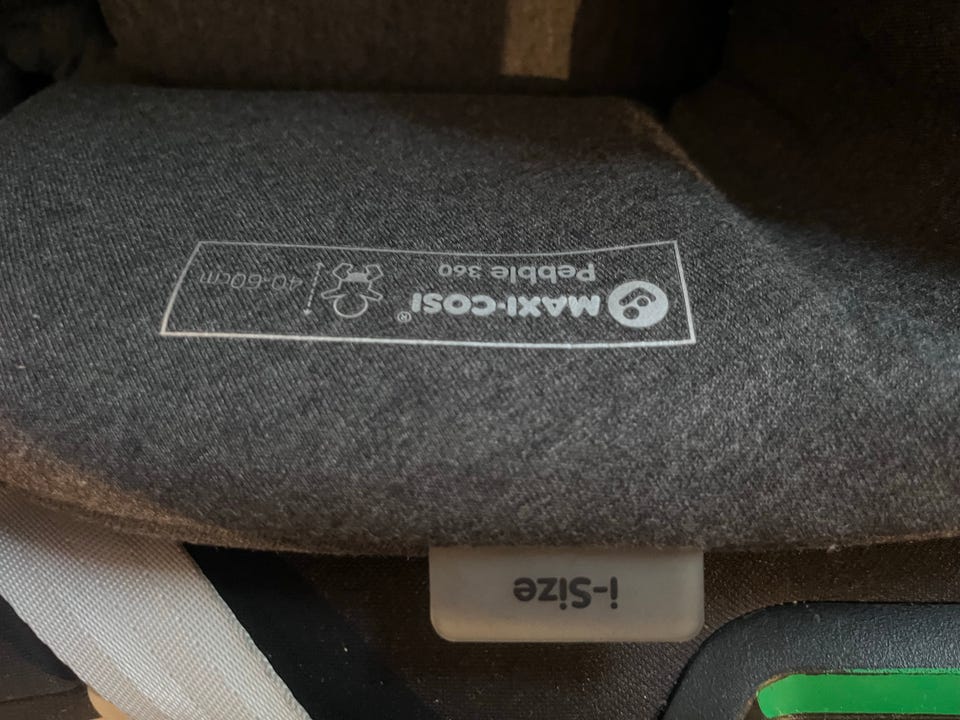 MAXI-COSI®
Pebble 360
40-60cm
i-Size